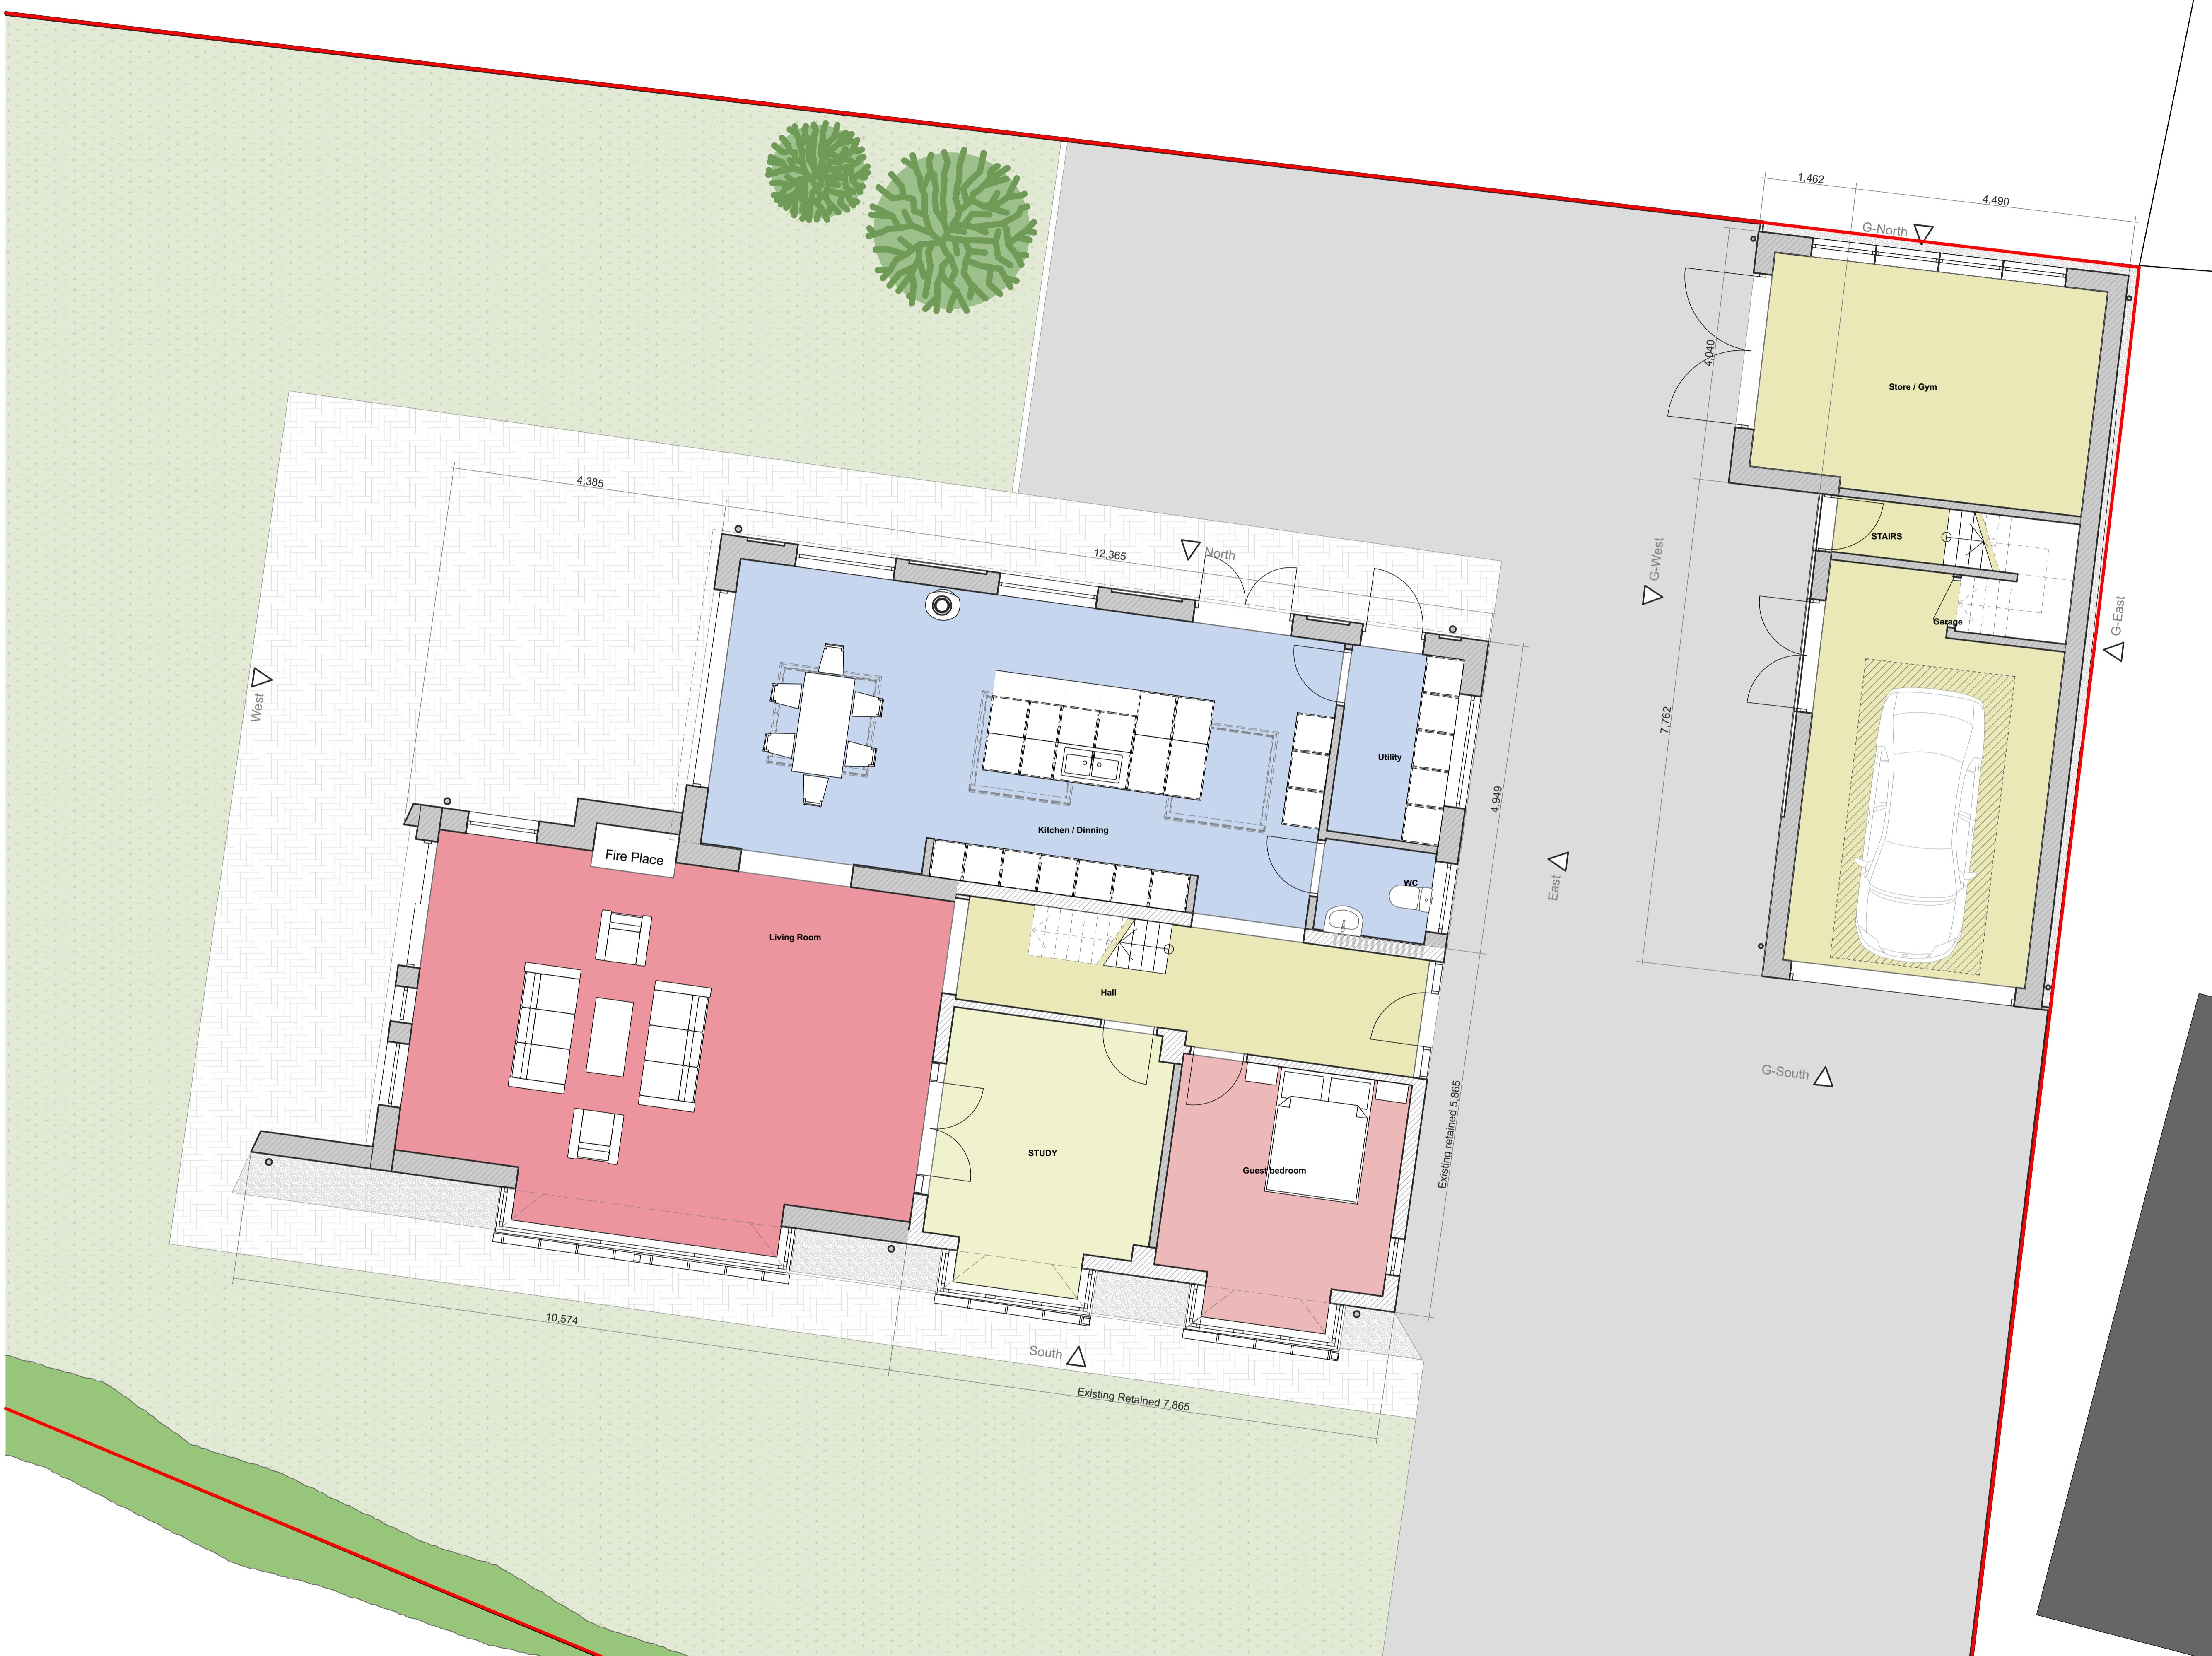 1,462
4,490
G-North
4,040
Store / Gym
4,385
12,365
North
STAIRS
G-West
Garage
G-East
West
7,762
Utility
4,949
Kitchen / Dinning
Fire Place
WC
East
Living Room
Hall
G-South
Existing retained 5,865
STUDY
Guest bedroom
10,574
South
Existing Retained 7,865